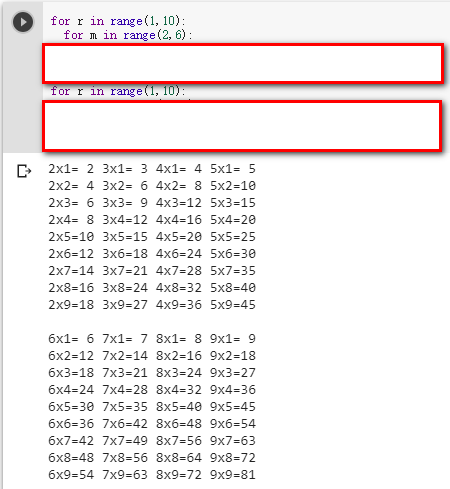 for r in range(1,10):
  for m in range(2,6):
for r in range(1,10):
2x1= 2 3x1= 3 4x1= 4 5x1= 5
2x2= 4 3x2= 6 4x2= 8 5x2=10
2x3= 6 3x3= 9 4x3=12 5x3=15
2x4= 8 3x4=12 4x4=16 5x4=20
2x5=10 3x5=15 4x5=20 5x5=25
2x6=12 3x6=18 4x6=24 5x6=30
2x7=14 3x7=21 4x7=28 5x7=35
2x8=16 3x8=24 4x8=32 5x8=40
2x9=18 3x9=27 4x9=36 5x9=45

6x1= 6 7x1= 7 8x1= 8 9x1= 9
6x2=12 7x2=14 8x2=16 9x2=18
6x3=18 7x3=21 8x3=24 9x3=27
6x4=24 7x4=28 8x4=32 9x4=36
6x5=30 7x5=35 8x5=40 9x5=45
6x6=36 7x6=42 8x6=48 9x6=54
6x7=42 7x7=49 8x7=56 9x7=63
6x8=48 7x8=56 8x8=64 9x8=72
6x9=54 7x9=63 8x9=72 9x9=81